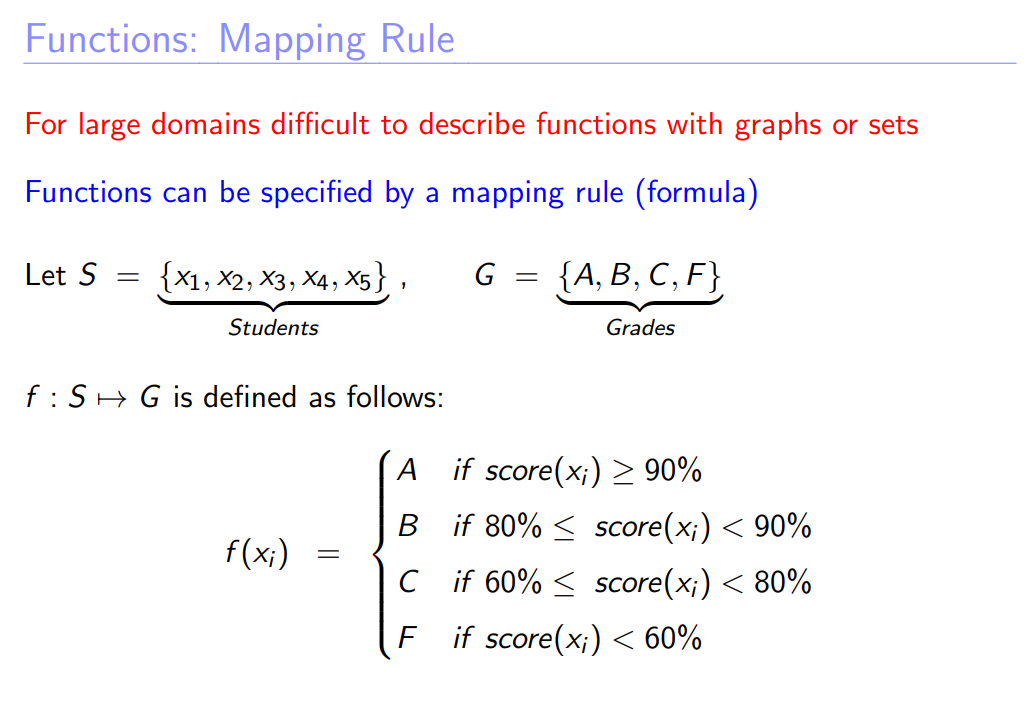 Functions: Mapping Rule
For large domains difficult to describe functions with graphs or sets
Functions can be specified by a mapping rule (formula)
Let S = {x₁, x₂, x₃, x₄, x₅} , G = {A, B, C, F}
Students Grades
f : S ↦ G is defined as follows:
A if score(xᵢ) ≥ 90%
B if 80% ≤ score(xᵢ) < 90%
f(xᵢ) =
C if 60% ≤ score(xᵢ) < 80%
F if score(xᵢ) < 60%